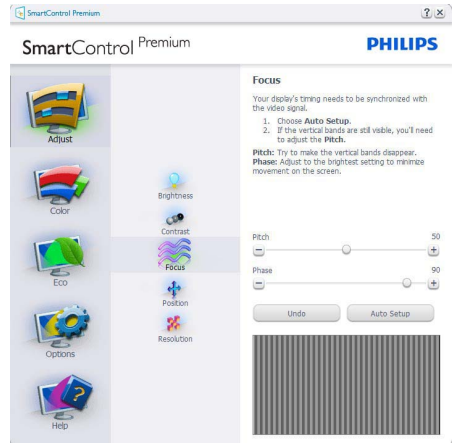 SmartControl Premium
SmartControl Premium
PHILIPS
Adjust
Color
Eco
Options
Help
Brightness
Contrast
Focus
Position
Resolution
Focus
Your display's timing needs to be synchronized with
the video signal.
1. Choose Auto Setup.
2. If the vertical bands are still visible, you'll need
to adjust the Pitch.
Pitch: Try to make the vertical bands disappear.
Phase: Adjust to the brightest setting to minimize
movement on the screen.
Pitch 50
Phase 90
Undo Auto Setup